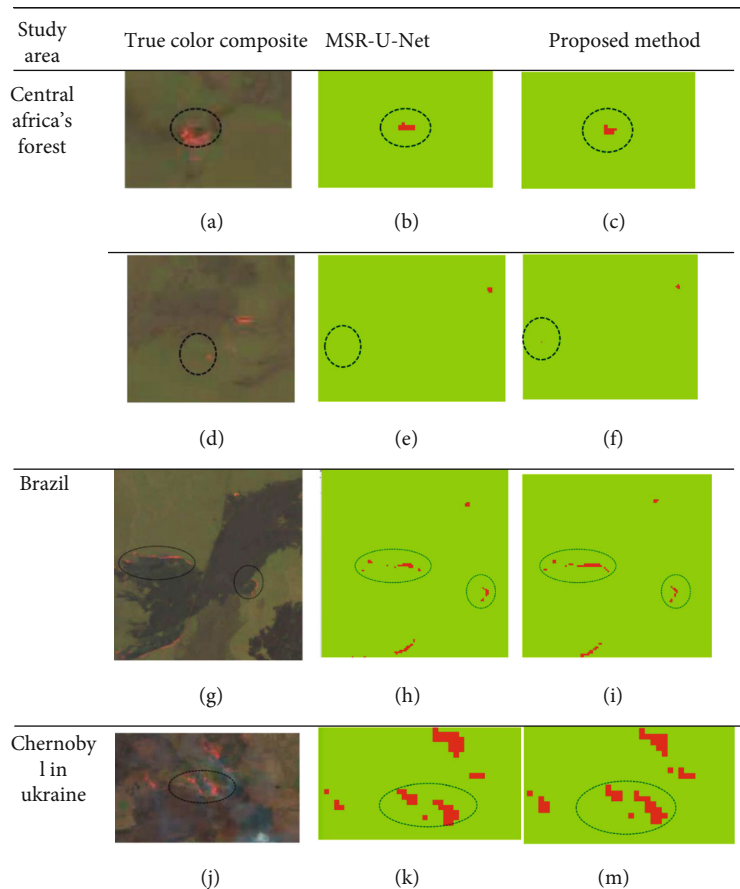 Study area
True color composite MSR-U-Net Proposed method
Central africa's forest
(a) (b) (c)
(d) (e) (f)
Brazil
(g) (h) (i)
Chernoby l in ukraine
(j) (k) (m)